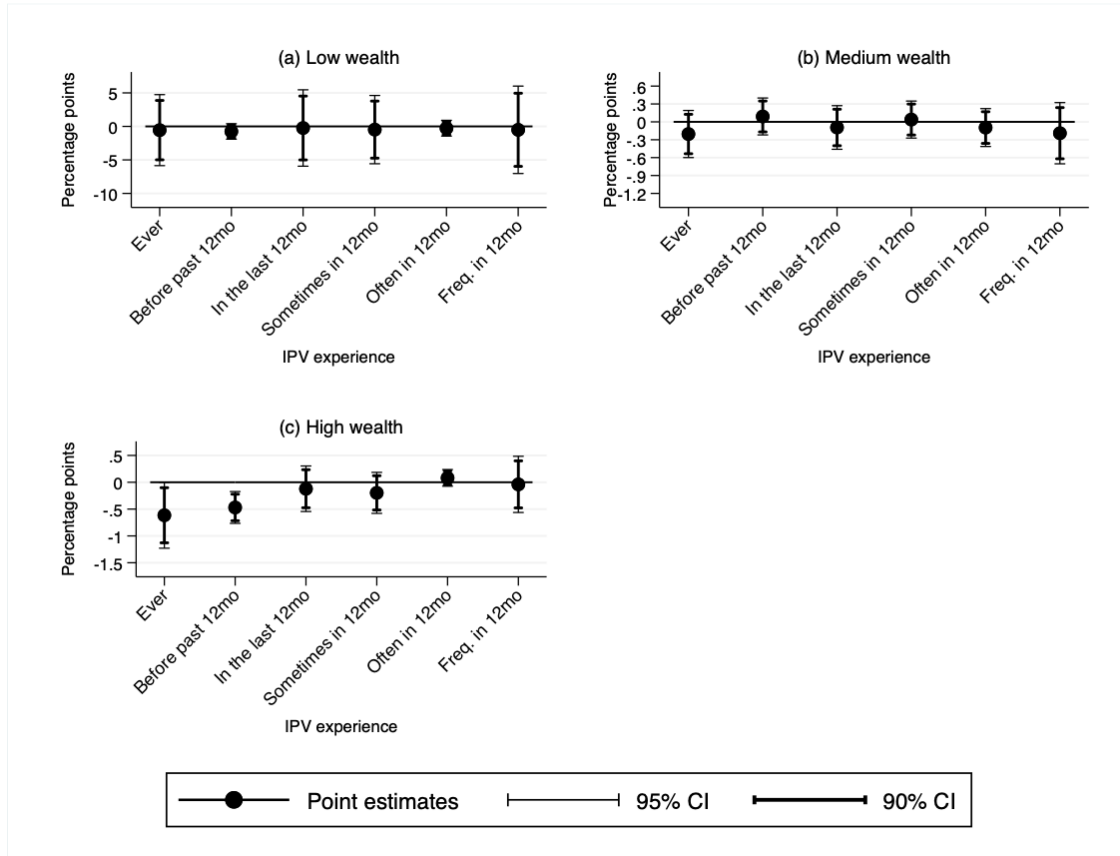 (a) Low wealth
Percentage points
5
0
-5
-10
Ever
Before past 12mo
In the last 12mo
Sometimes in 12mo
Often in 12mo
Freq. in 12mo
IPV experience
(b) Medium wealth
Percentage points
.6
.3
0
-.3
-.6
-.9
-1.2
Ever
Before past 12mo
In the last 12mo
Sometimes in 12mo
Often in 12mo
Freq. in 12mo
IPV experience
(c) High wealth
Percentage points
.5
0
-.5
-1
-1.5
Ever
Before past 12mo
In the last 12mo
Sometimes in 12mo
Often in 12mo
Freq. in 12mo
IPV experience
Point estimates 95% CI 90% CI